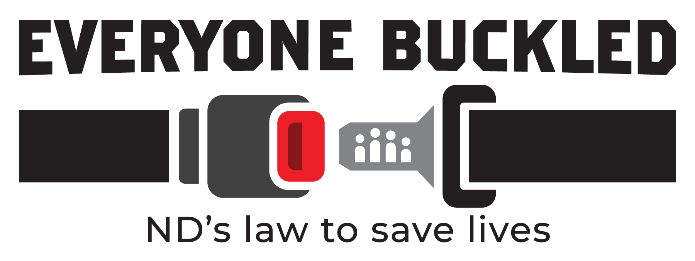 EVERYONE BUCKLED
ND's law to save lives